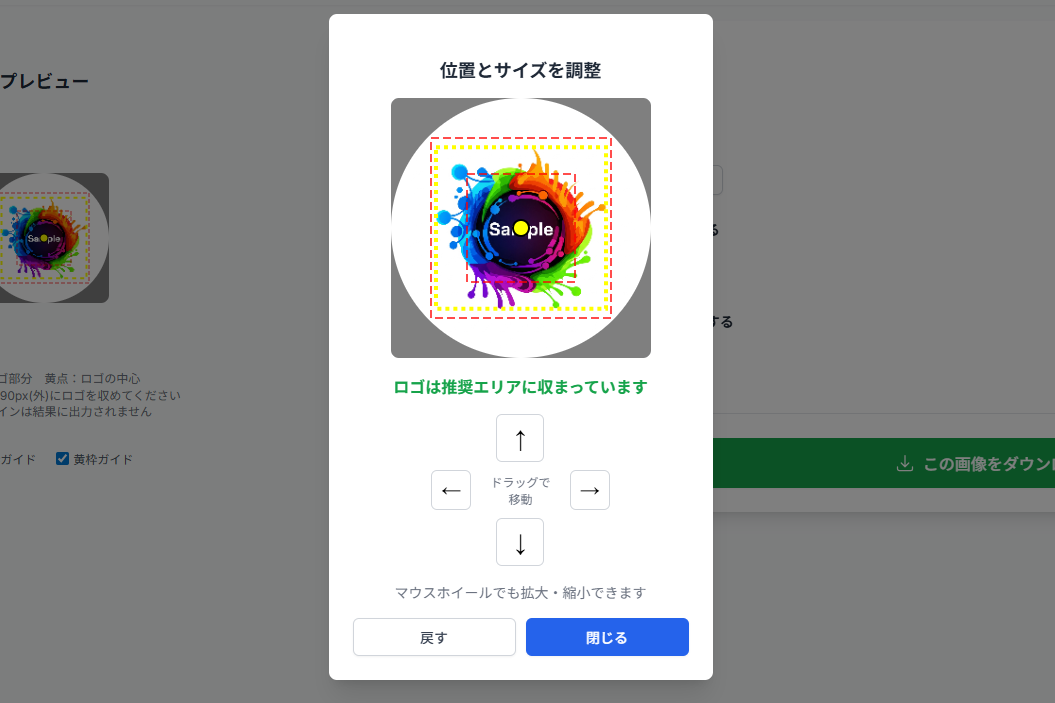 位置とサイズを調整
プレビュー
Sa ple
Sa ple
る
する
ロゴは推奨エリアに収まっています
ゴ部分　黄点：ロゴの中心
90px(外)にロゴを収めてください
インは結果に出力されません
↑
ガイド
黄枠ガイド
この画像をダウン
←
ドラッグで
移動
→
↓
マウスホイールでも拡大・縮小できます
戻す
閉じる